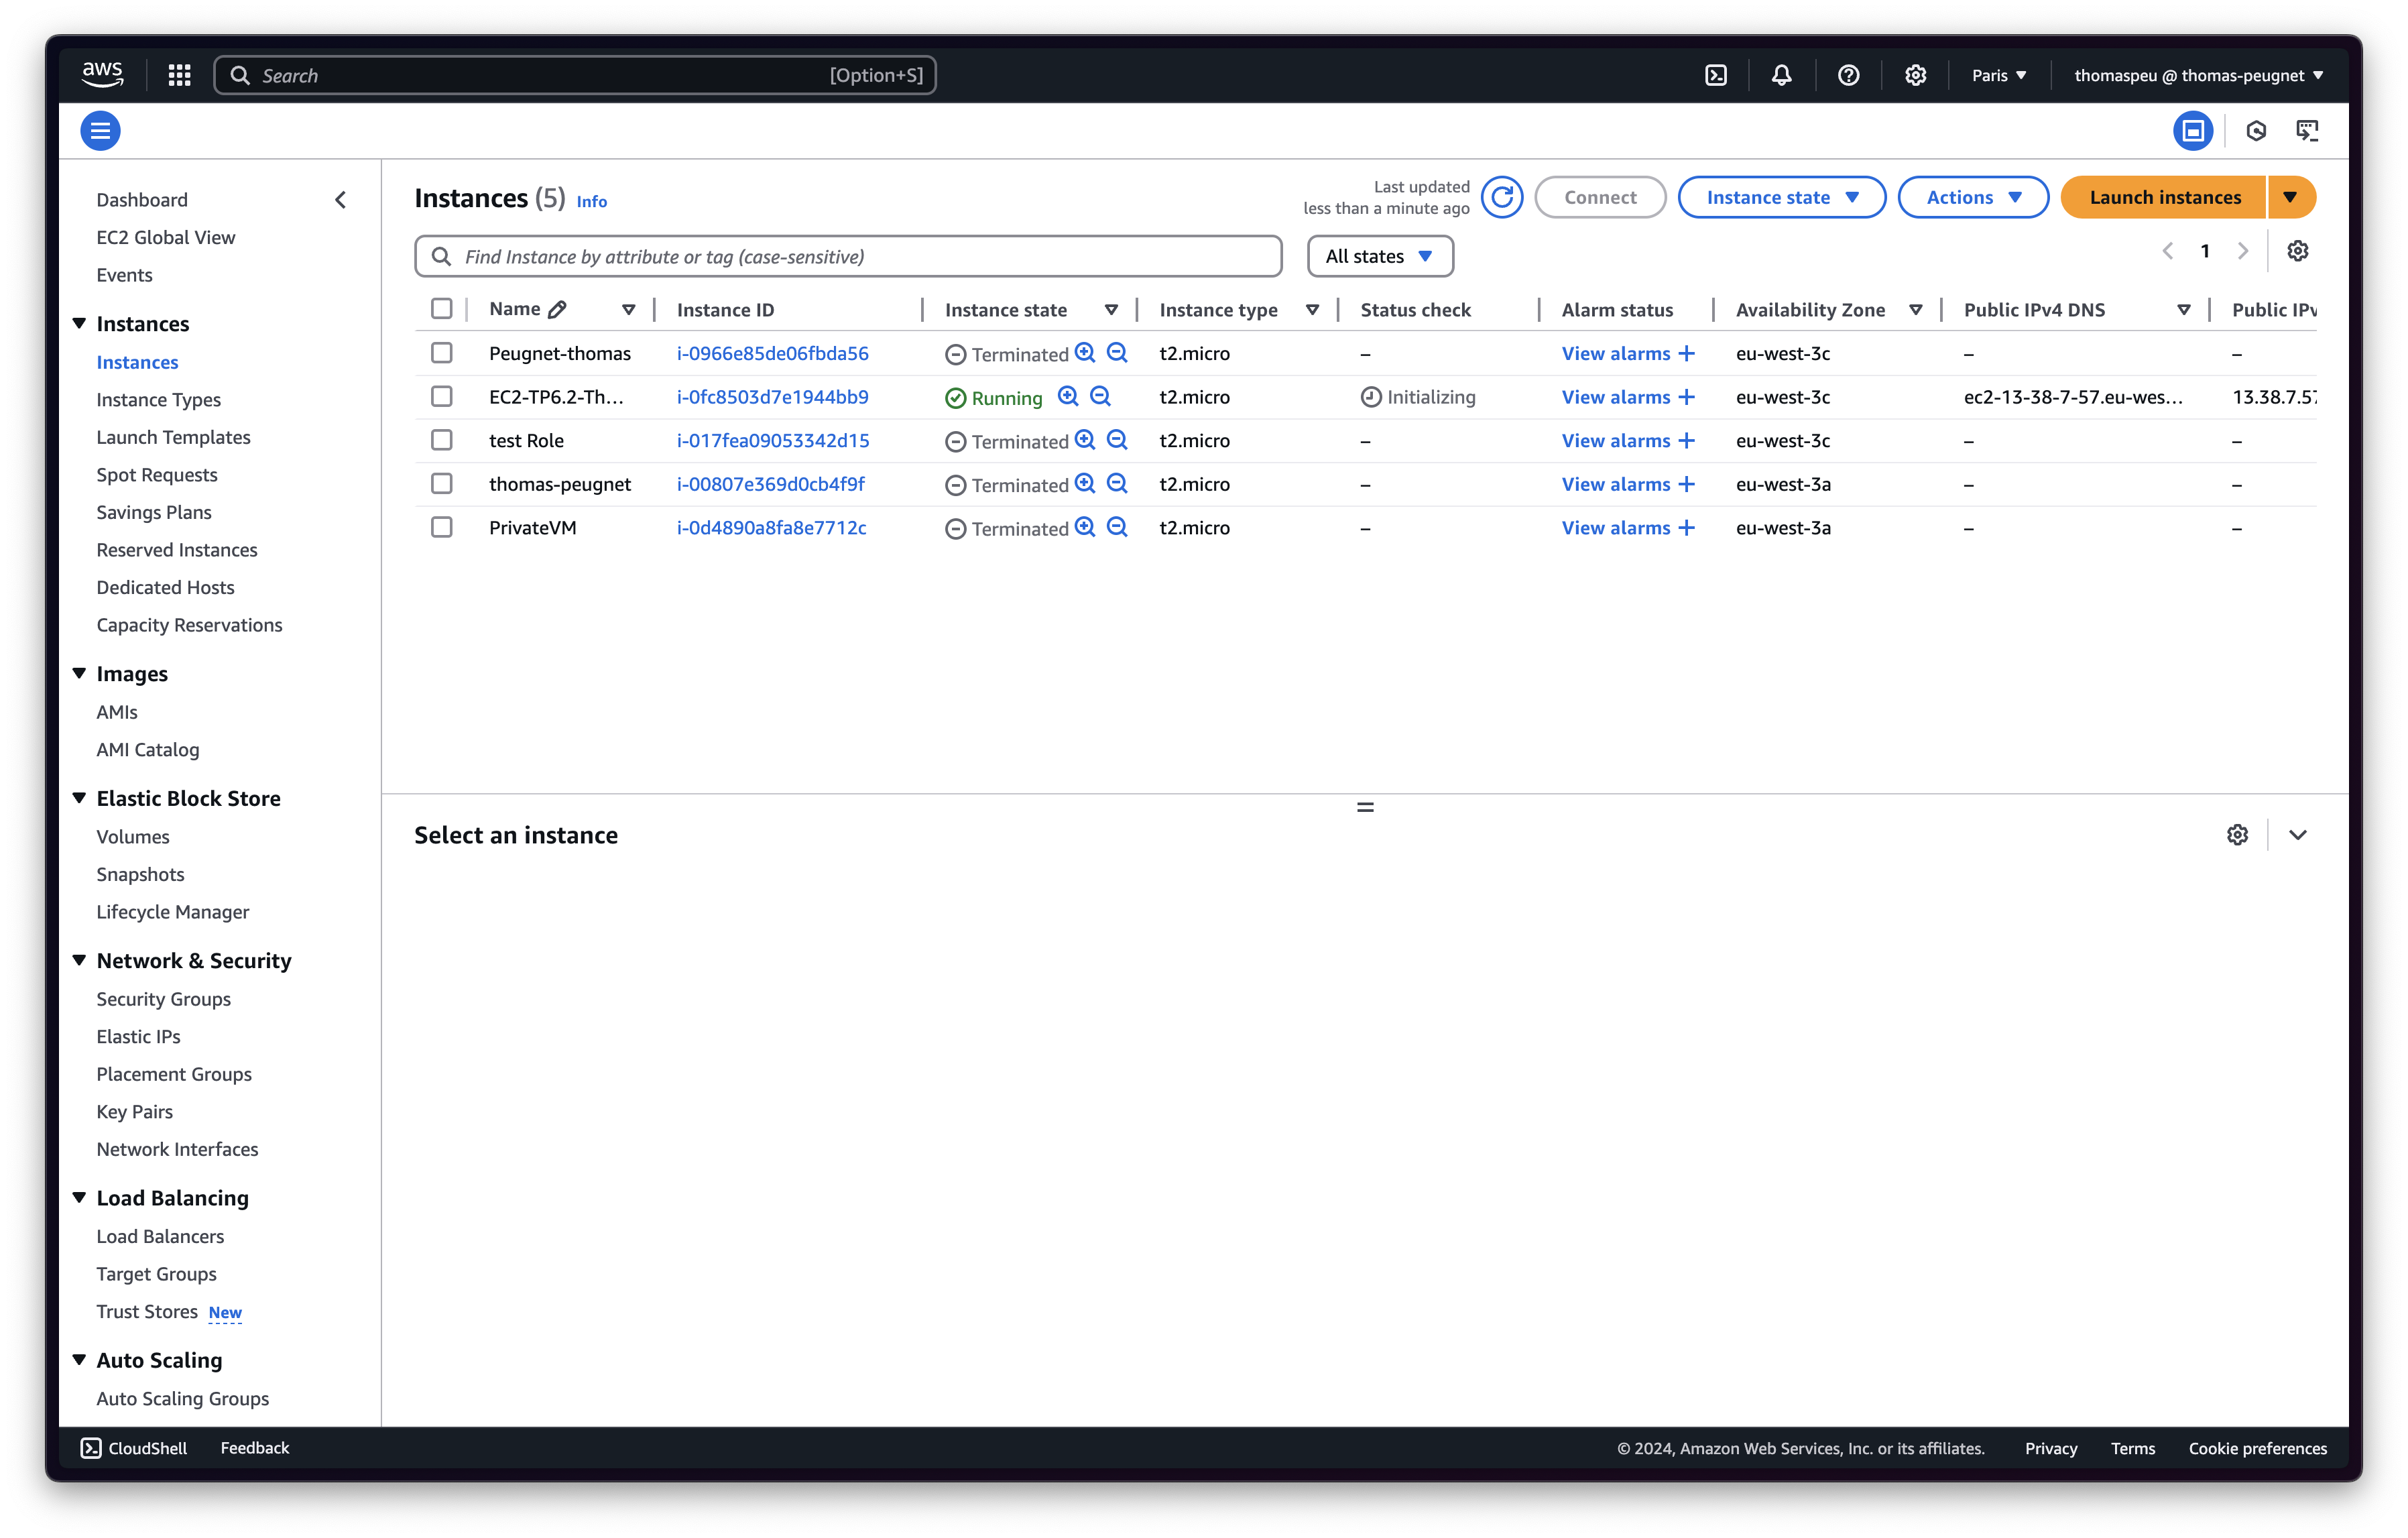 aws Search [Option+S] Paris thomaspeu @ thomas-peugnet
Dashboard
EC2 Global View
Events
Instances
Instances
Instance Types
Launch Templates
Spot Requests
Savings Plans
Reserved Instances
Dedicated Hosts
Capacity Reservations
Images
AMIs
AMI Catalog
Elastic Block Store
Volumes
Snapshots
Lifecycle Manager
Network & Security
Security Groups
Elastic IPs
Placement Groups
Key Pairs
Network Interfaces
Load Balancing
Load Balancers
Target Groups
Trust Stores New
Auto Scaling
Auto Scaling Groups
Instances (5) Info
Last updated
less than a minute ago
Connect Instance state Actions Launch instances
Find Instance by attribute or tag (case-sensitive) All states 1
Name Instance ID Instance state Instance type Status check Alarm status Availability Zone Public IPv4 DNS Public IPv
Peugnet-thomas i-0966e85de06fbda56 Terminated t2.micro – View alarms + eu-west-3c – –
EC2-TP6.2-Th... i-0fc8503d7e1944bb9 Running t2.micro Initializing View alarms + eu-west-3c ec2-13-38-7-57.eu-wes... 13.38.7.57
test Role i-017fea09053342d15 Terminated t2.micro – View alarms + eu-west-3c – –
thomas-peugnet i-00807e369d0cb4f9f Terminated t2.micro – View alarms + eu-west-3a – –
PrivateVM i-0d4890a8fa8e7712c Terminated t2.micro – View alarms + eu-west-3a – –
Select an instance
CloudShell Feedback © 2024, Amazon Web Services, Inc. or its affiliates. Privacy Terms Cookie preferences